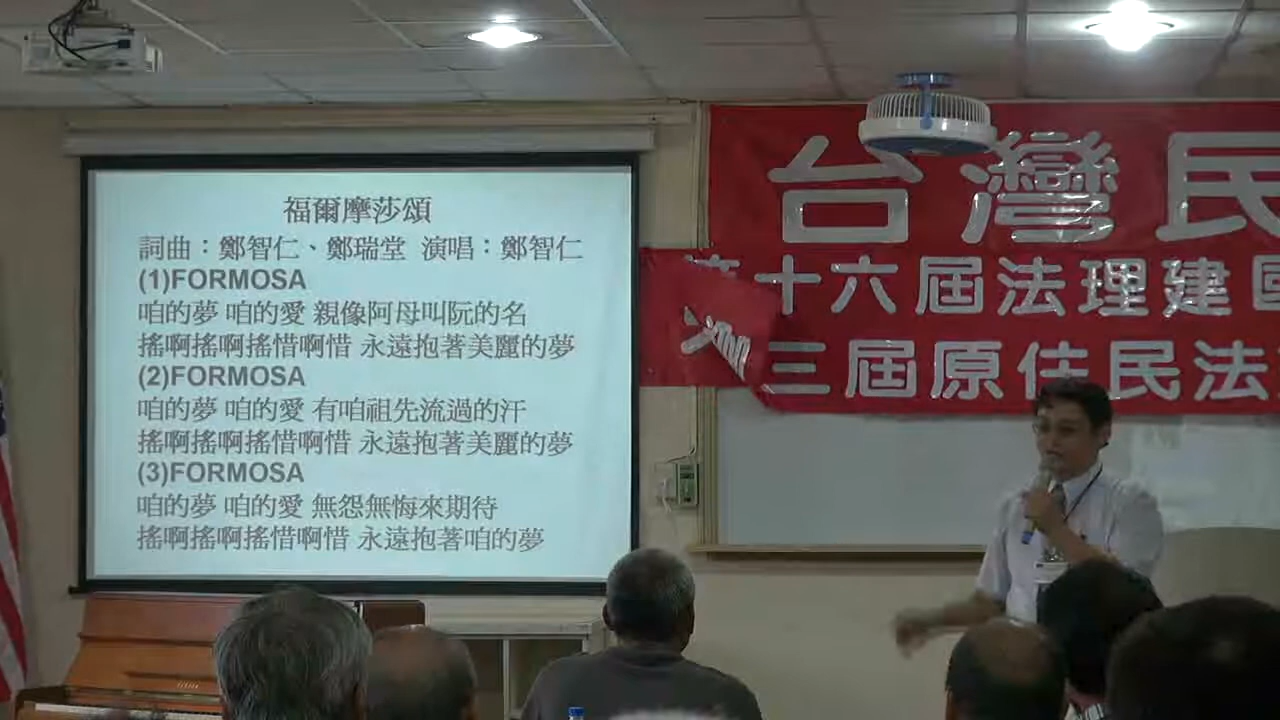 福爾摩莎頌
詞曲：鄭智仁、鄭瑞堂 演唱：鄭智仁
(1)FORMOSA
咱的夢 咱的愛 親像阿母叫阮的名
搖啊搖啊搖惜啊惜 永遠抱著美麗的夢
(2)FORMOSA
咱的夢 咱的愛 有咱祖先流過的汗
搖啊搖啊搖惜啊惜 永遠抱著美麗的夢
(3)FORMOSA
咱的夢 咱的愛 無怨無悔來期待
搖啊搖啊搖惜啊惜 永遠抱著咱的夢
台灣民
十六屆法理建國
三屆原住民法